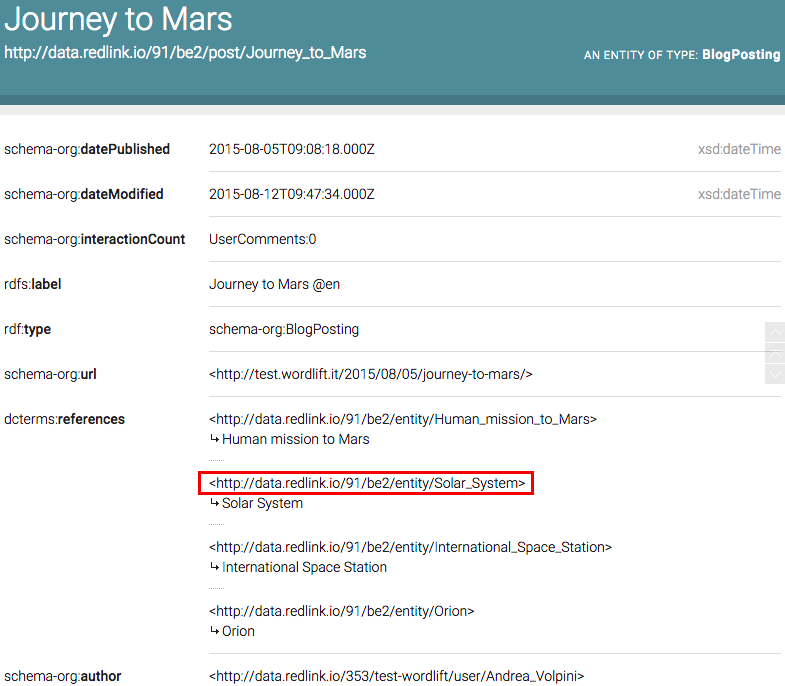 Journey to Mars
http://data.redlink.io/91/be2/post/Journey_to_Mars
AN ENTITY OF TYPE: BlogPosting
schema-org:datePublished 2015-08-05T09:08:18.000Z xsd:dateTime
schema-org:dateModified 2015-08-12T09:47:34.000Z xsd:dateTime
schema-org:interactionCount UserComments:0
rdfs:label Journey to Mars @en
rdf:type schema-org:BlogPosting
schema-org:url <http://test.wordlift.it/2015/08/05/journey-to-mars/>
dcterms:references <http://data.redlink.io/91/be2/entity/Human_mission_to_Mars>
↳ Human mission to Mars
<http://data.redlink.io/91/be2/entity/Solar_System>
↳ Solar System
<http://data.redlink.io/91/be2/entity/International_Space_Station>
↳ International Space Station
<http://data.redlink.io/91/be2/entity/Orion>
↳ Orion
schema-org:author <http://data.redlink.io/353/test-wordlift/user/Andrea_Volpini>